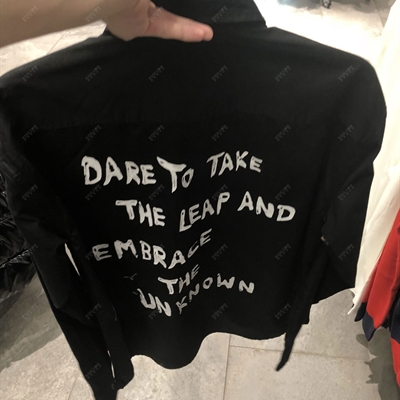 DARE TO TAKE
THE LEAP AND
EMBRACE
THE
UNKNOWN